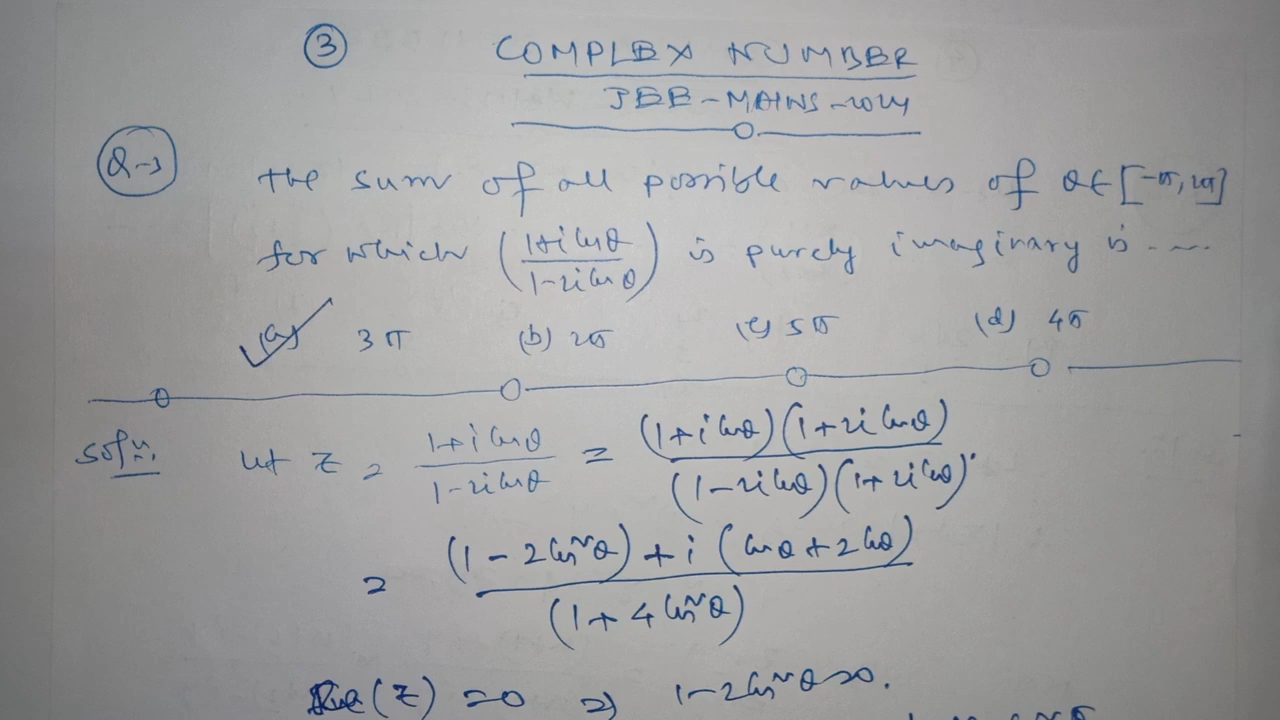 ③ COMPLEX NUMBER
JEE-MAINS-2024
Q-3 The sum of all possible values of θ ∈ [-π, 2π]
for which ((1+i cosθ)/(1-2i cosθ)) is purely imaginary is ....
(a) 3π (b) 2π (c) 5π (d) 4π
Soln. Let z = (1+i cosθ)/(1-2i cosθ) = (1+i cosθ)(1+2i cosθ)/(1-2i cosθ)(1+2i cosθ)
= ((1-2cos²θ)+i(cosθ+2cosθ))/(1+4cos²θ)
Re(z) = 0 ⇒ 1-2cos²θ=0.